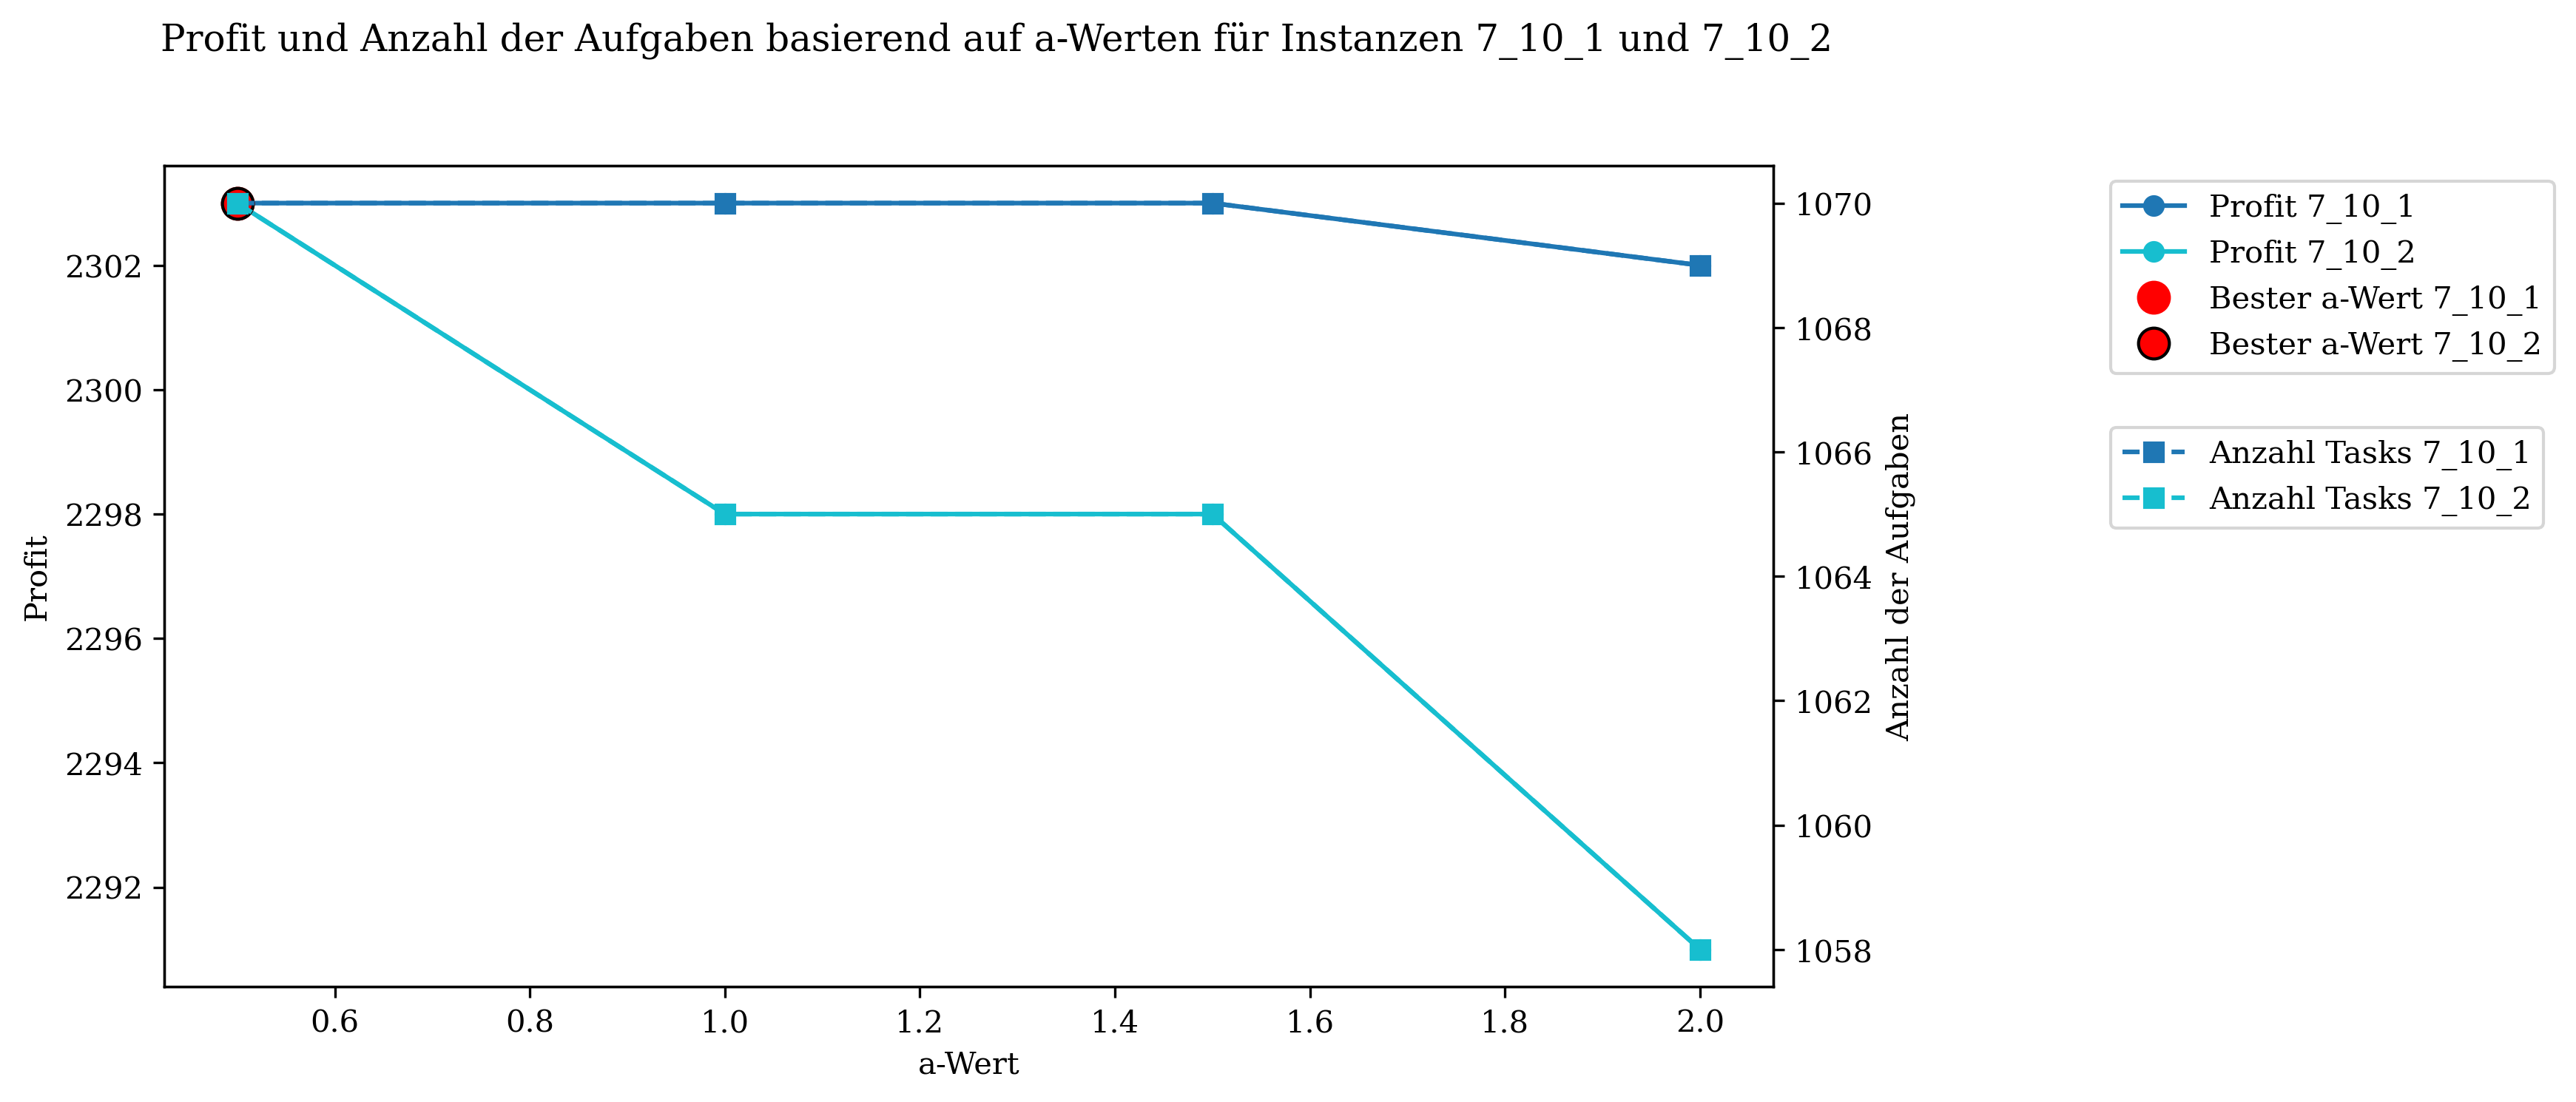 Profit und Anzahl der Aufgaben basierend auf a-Werten für Instanzen 7_10_1 und 7_10_2
Profit
2302
2300
2298
2296
2294
2292
0.6 0.8 1.0 1.2 1.4 1.6 1.8 2.0
a-Wert
1070
1068
1066
1064
1062
1060
1058
Anzahl der Aufgaben
Profit 7_10_1
Profit 7_10_2
Bester a-Wert 7_10_1
Bester a-Wert 7_10_2
Anzahl Tasks 7_10_1
Anzahl Tasks 7_10_2